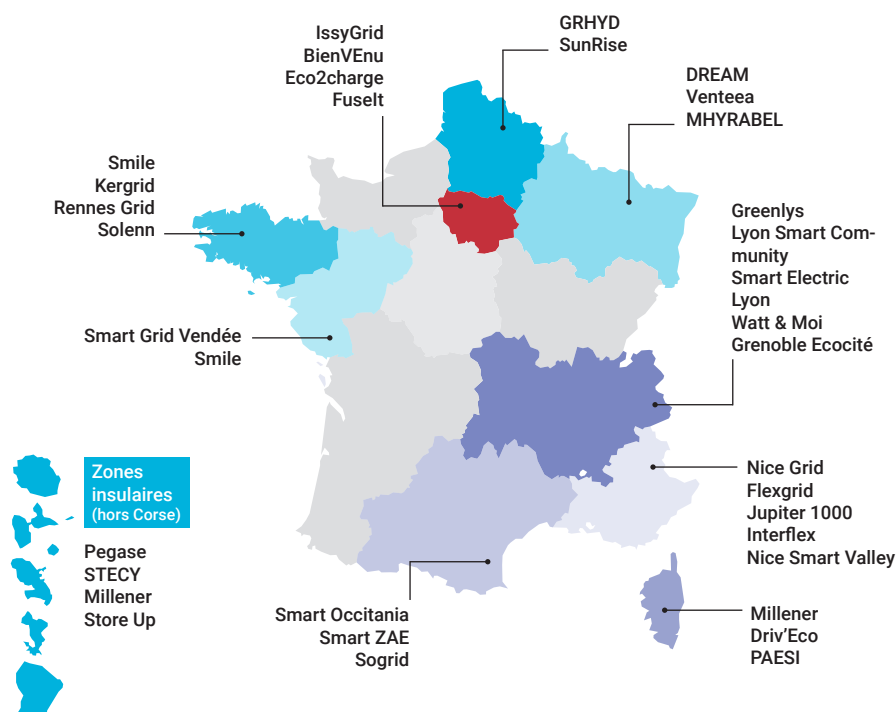 IssyGrid
BienVEnu
Eco2charge
FuseIt
GRHYD
SunRise
DREAM
Venteea
MHYRABEL
Smile
Kergrid
Rennes Grid
Solenn
Greenlys
Lyon Smart Com-
munity
Smart Electric
Lyon
Watt & Moi
Grenoble Ecocité
Smart Grid Vendée
Smile
Zones
insulaires
(hors Corse)
Pegase
STECY
Millener
Store Up
Nice Grid
Flexgrid
Jupiter 1000
Interflex
Nice Smart Valley
Smart Occitania
Smart ZAE
Sogrid
Millener
Driv'Eco
PAESI